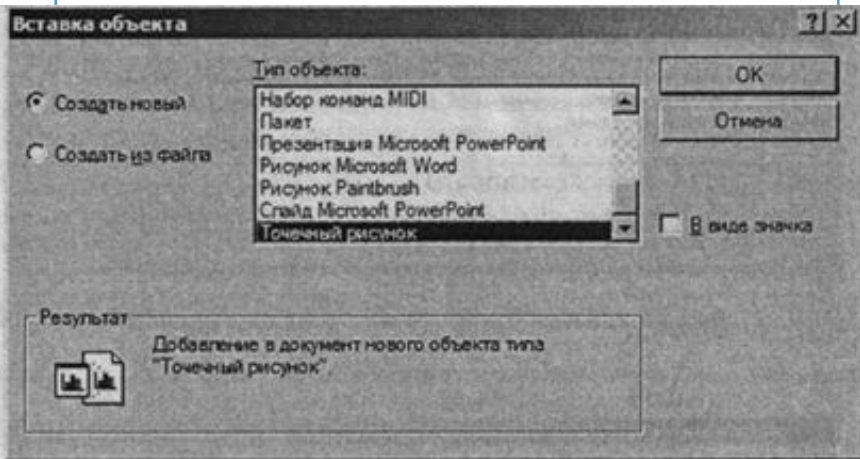 Вставка объекта
Тип объекта:
Создать новый
Создать из файла
Набор команд MIDI
Пакет
Презентация Microsoft PowerPoint
Рисунок Microsoft Word
Рисунок Paintbrush
Слайд Microsoft PowerPoint
Точечный рисунок
OK
Отмена
В виде значка
Результат
Добавление в документ нового объекта типа
"Точечный рисунок".